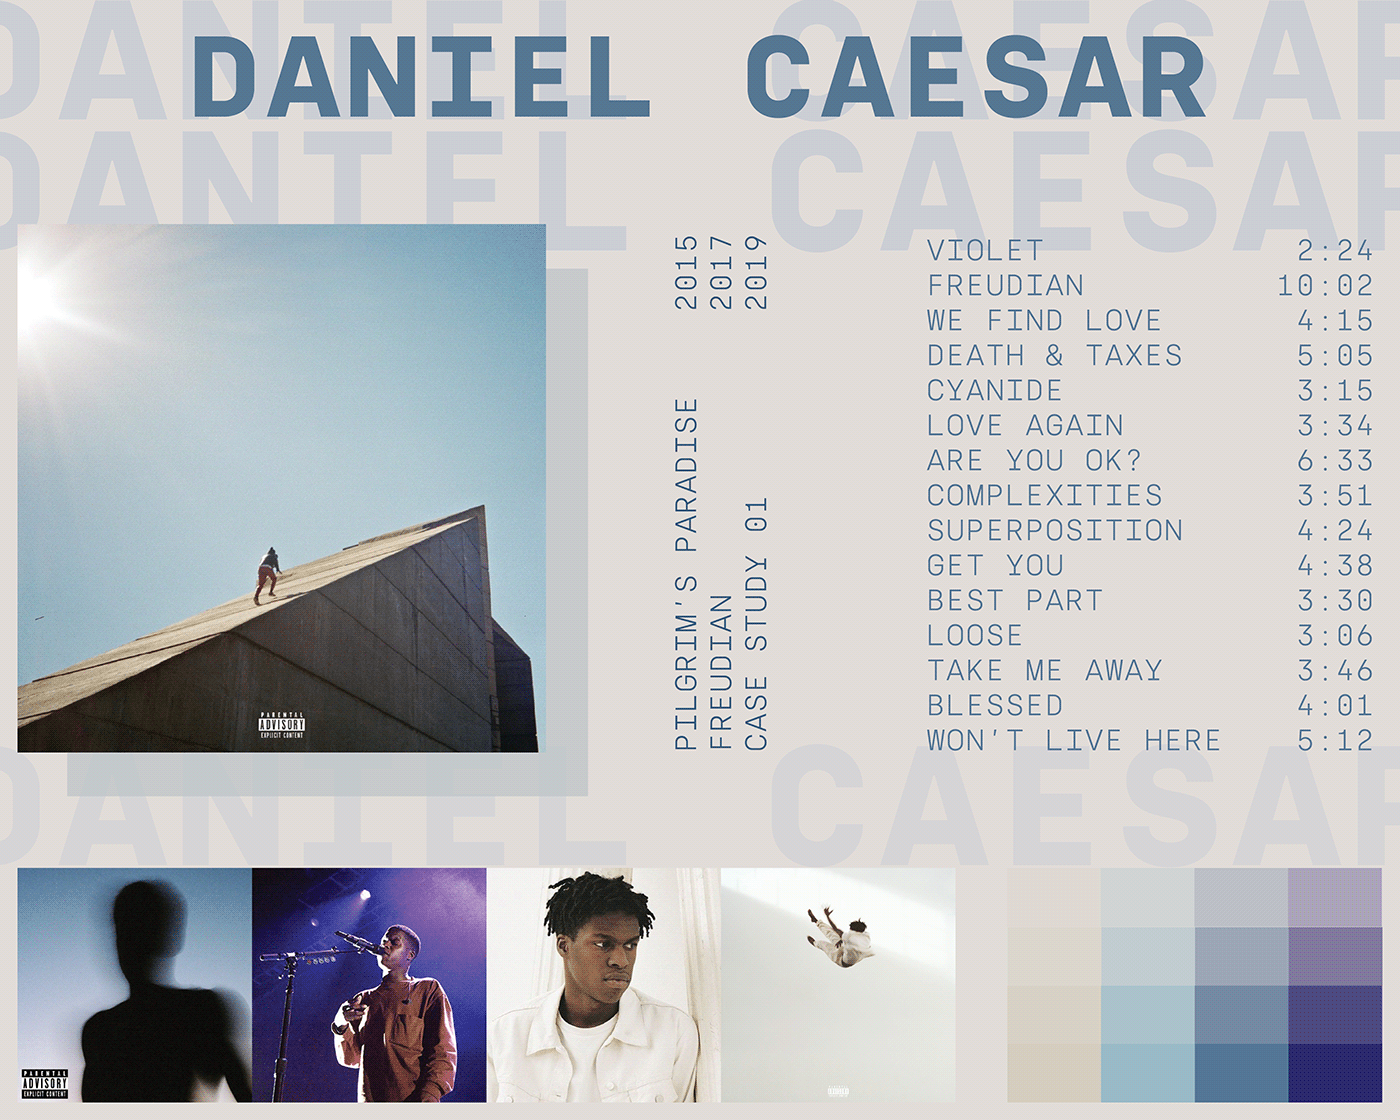 DANIEL CAESAR
DANIEL CAESAR
DANIEL CAESAR
2015
2017
2019
PILGRIM'S PARADISE
FREUDIAN
CASE STUDY 01
VIOLET 2:24
FREUDIAN 10:02
WE FIND LOVE 4:15
DEATH & TAXES 5:05
CYANIDE 3:15
LOVE AGAIN 3:34
ARE YOU OK? 6:33
COMPLEXITIES 3:51
SUPERPOSITION 4:24
GET YOU 4:38
BEST PART 3:30
LOOSE 3:06
TAKE ME AWAY 3:46
BLESSED 4:01
WON'T LIVE HERE 5:12
PARENTAL
ADVISORY
EXPLICIT CONTENT
DANIEL CAESAR
PARENTAL
ADVISORY
EXPLICIT CONTENT